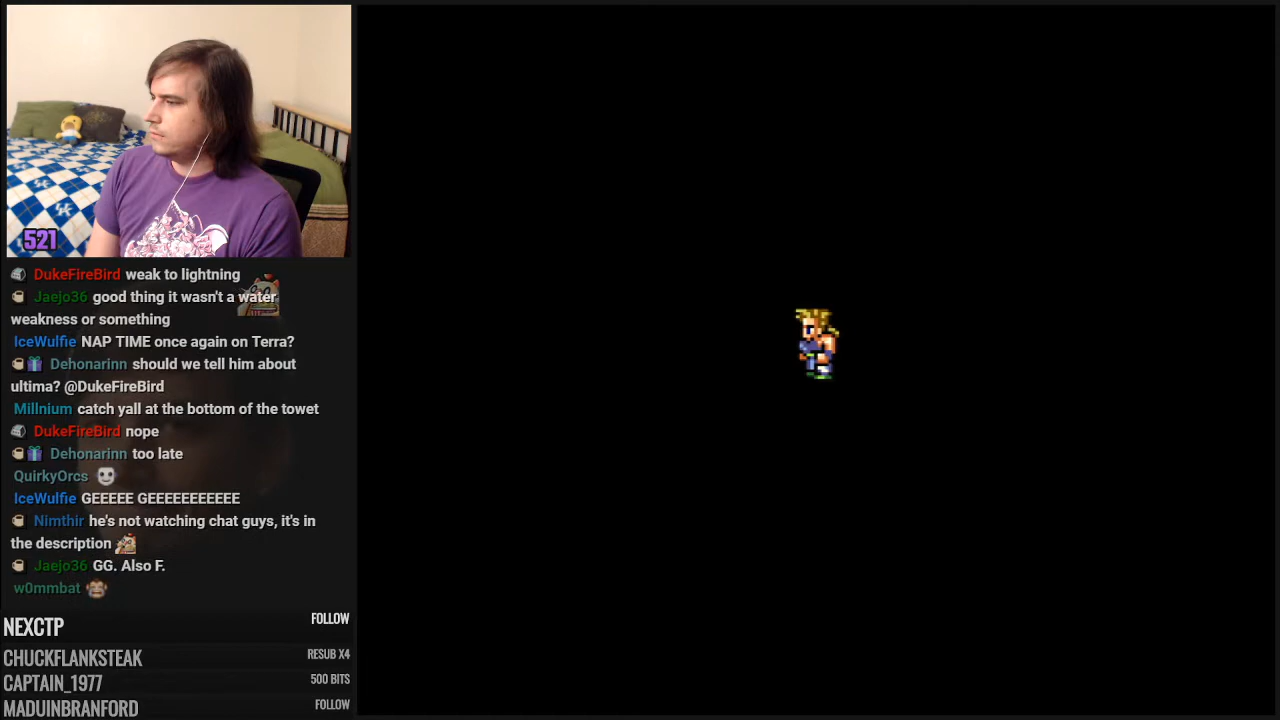 521
DukeFireBird weak to lightning
Jaejo36 good thing it wasn't a water
weakness or something
IceWulfie NAP TIME once again on Terra?
Dehonarinn should we tell him about
ultima? @DukeFireBird
Millnium catch yall at the bottom of the towet
DukeFireBird nope
Dehonarinn too late
QuirkyOrcs
IceWulfie GEEEEE GEEEEEEEEEEE
Nimthir he's not watching chat guys, it's in
the description
Jaejo36 GG. Also F.
w0mmbat
NEXCTP FOLLOW
CHUCKFLANKSTEAK RESUB X4
CAPTAIN_1977 500 BITS
MADUINBRANFORD FOLLOW